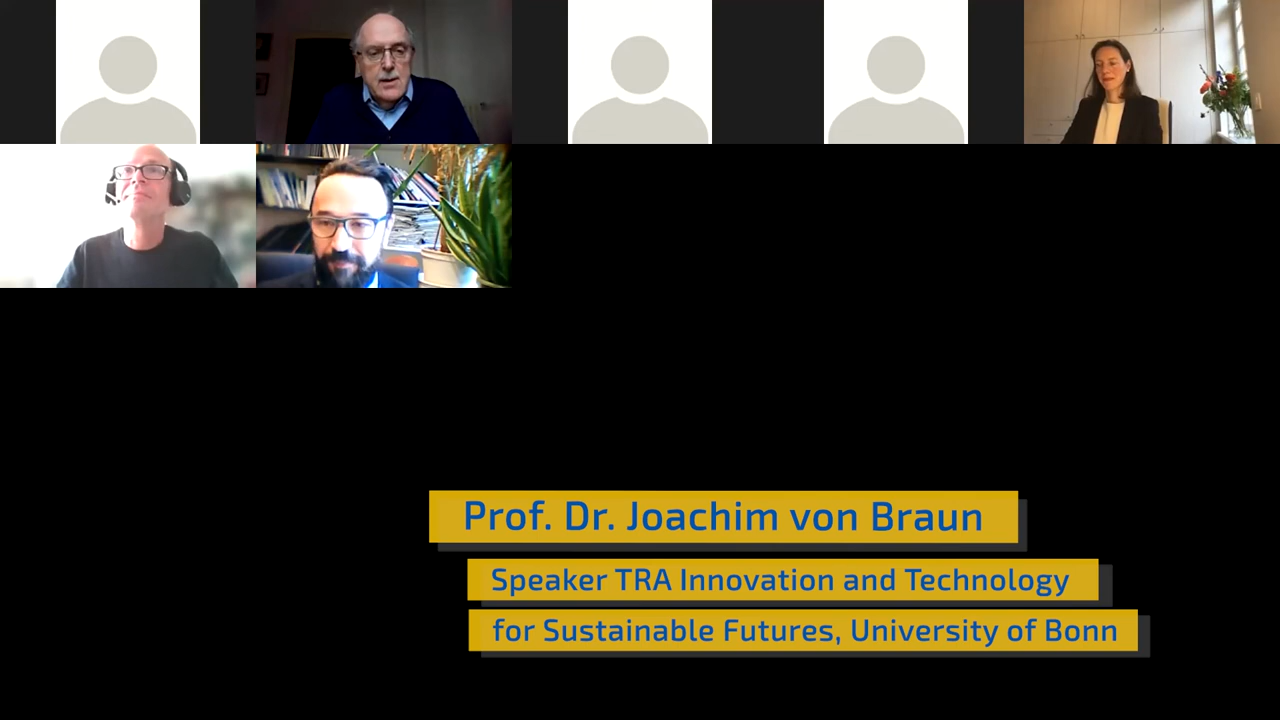 Prof. Dr. Joachim von Braun
Speaker TRA Innovation and Technology
for Sustainable Futures, University of Bonn